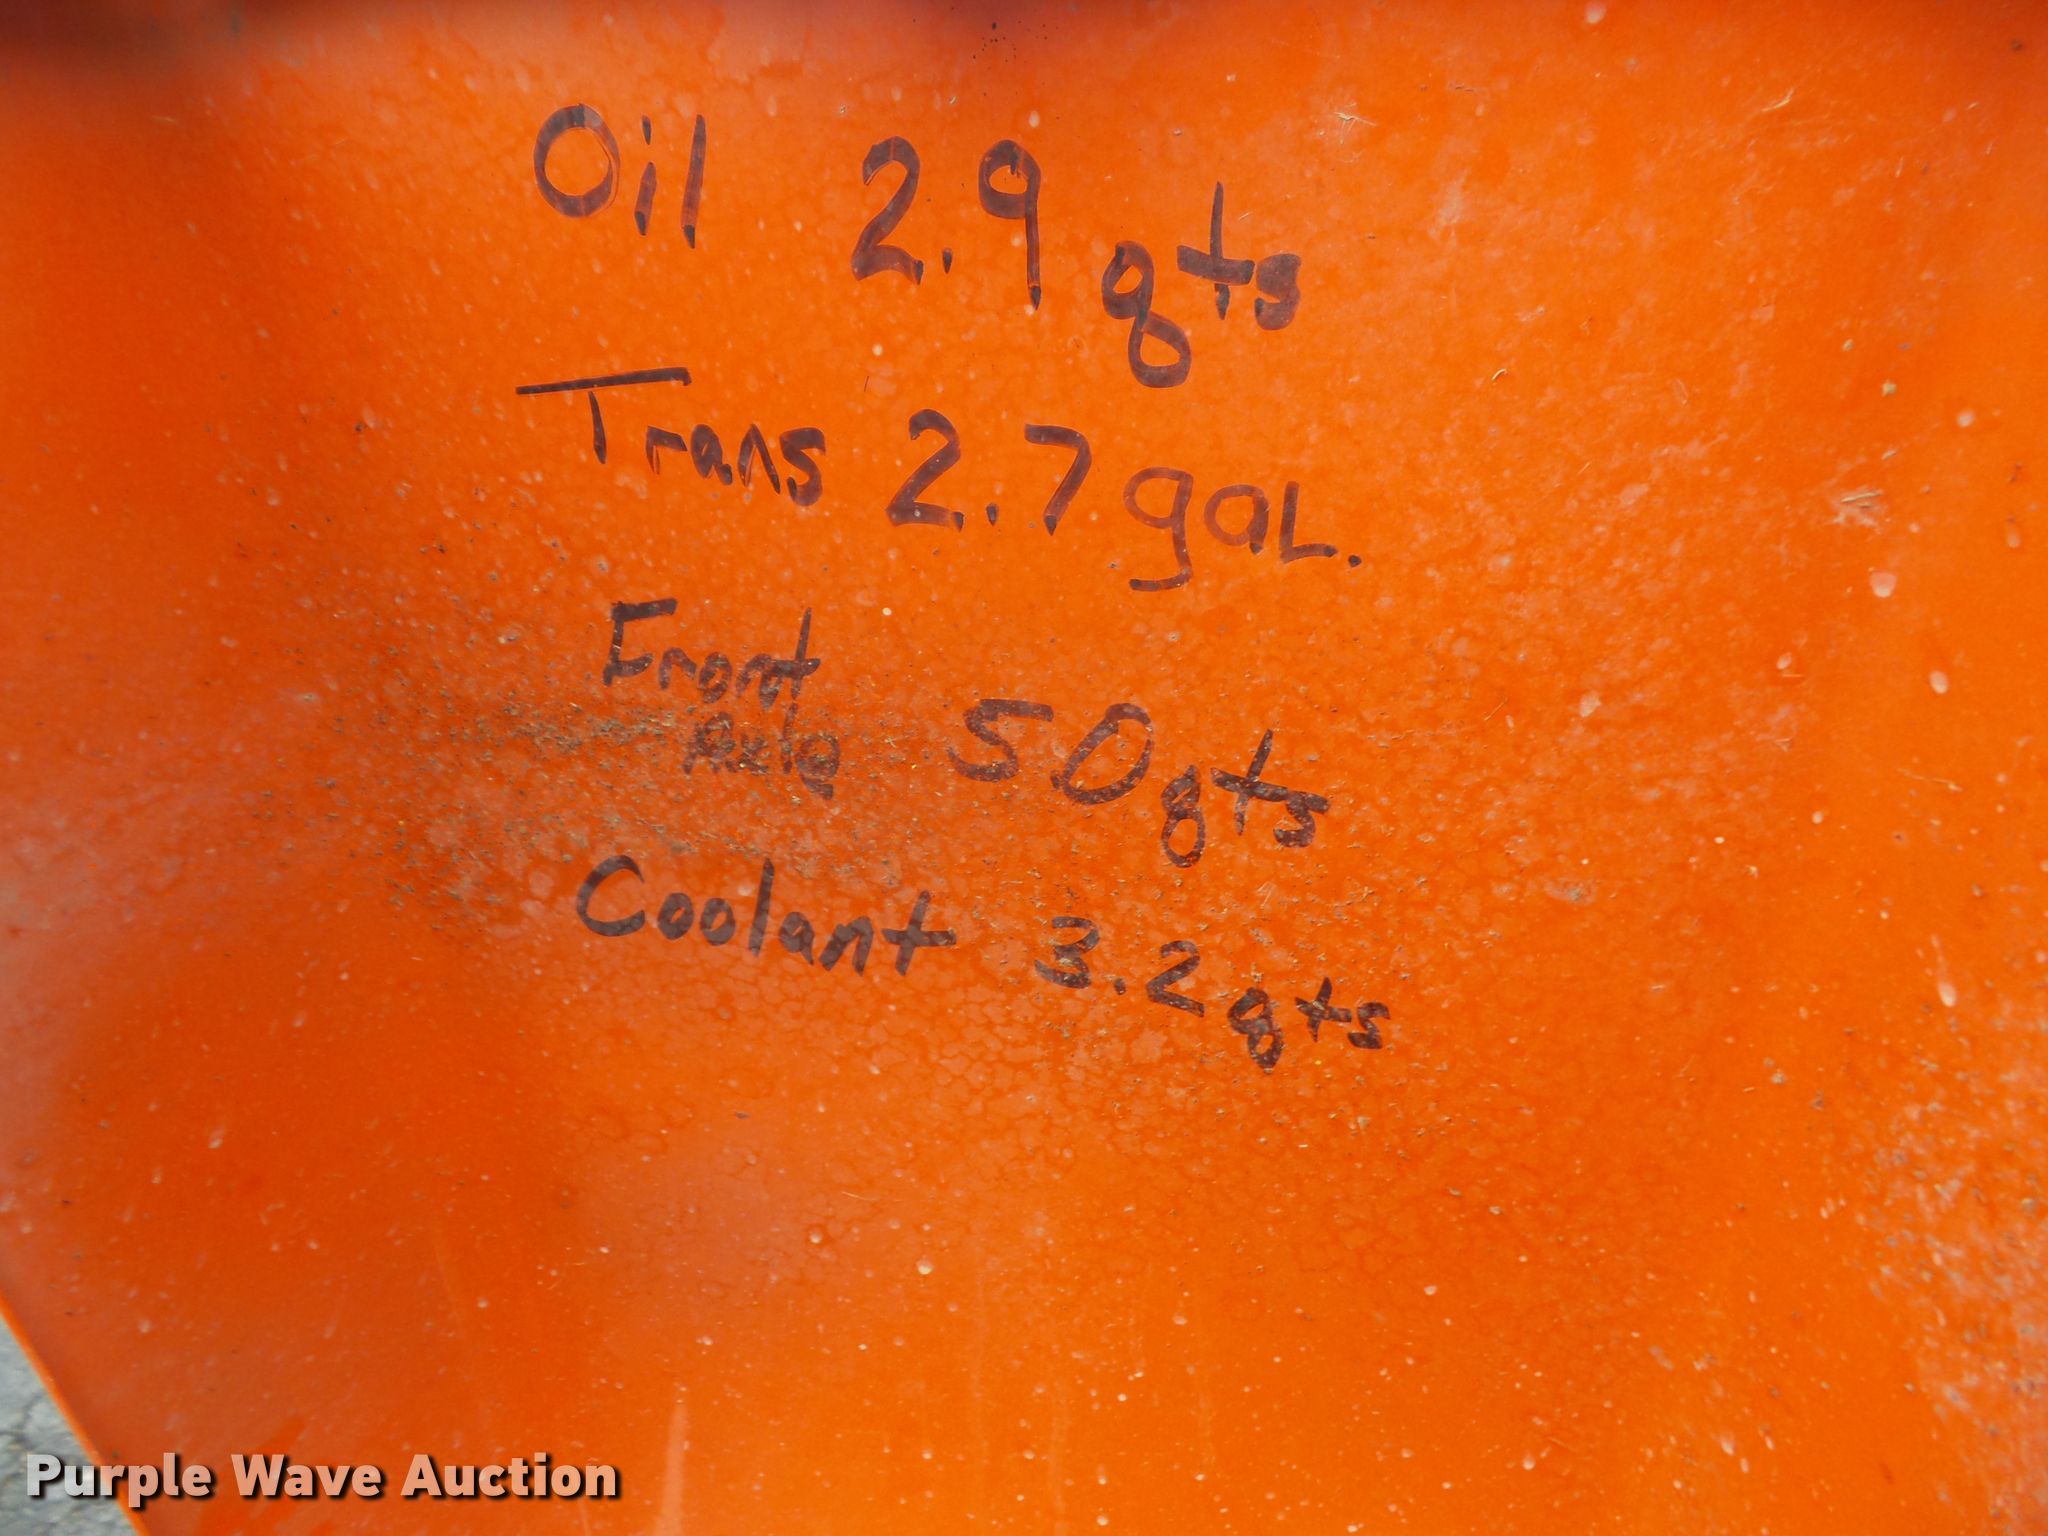 Oil 2.9 qts
Trans 2.7 gal.
Front
Axle 5.0 qts
Coolant 3.2 qts
Purple Wave Auction